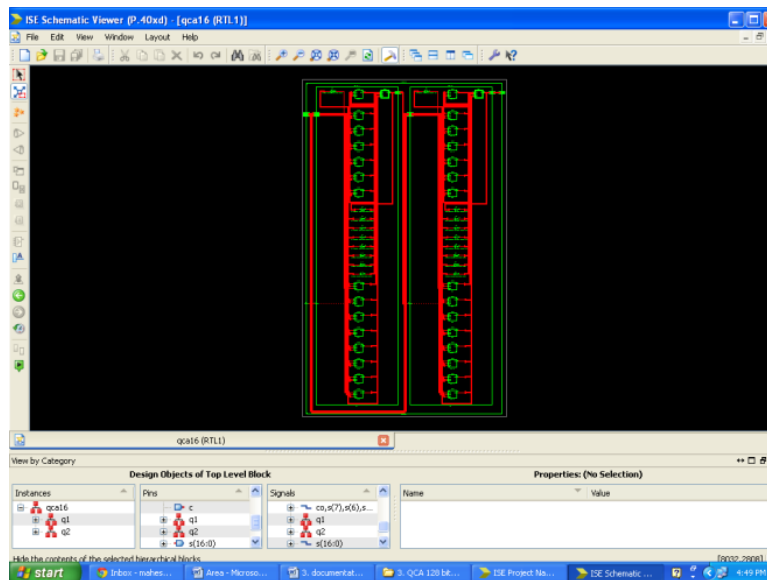 ISE Schematic Viewer (P.40xd) - [qca16 (RTL1)]
File Edit View Window Layout Help
qca16 (RTL1)
View by Category
Design Objects of Top Level Block
Properties: (No Selection)
Instances Pins Signals Name Value
qca16 c co,s(7),s(6),s...
q1 q1 q1
q2 q2 q2
s(16:0) s(16:0)
Hide the contents of the selected hierarchical blocks
[8032,2808]
start Inbox - mahes... Area - Microso... 3. documentat... 3. QCA 128 bit... ISE Project Na... ISE Schematic ... 4:49 PM